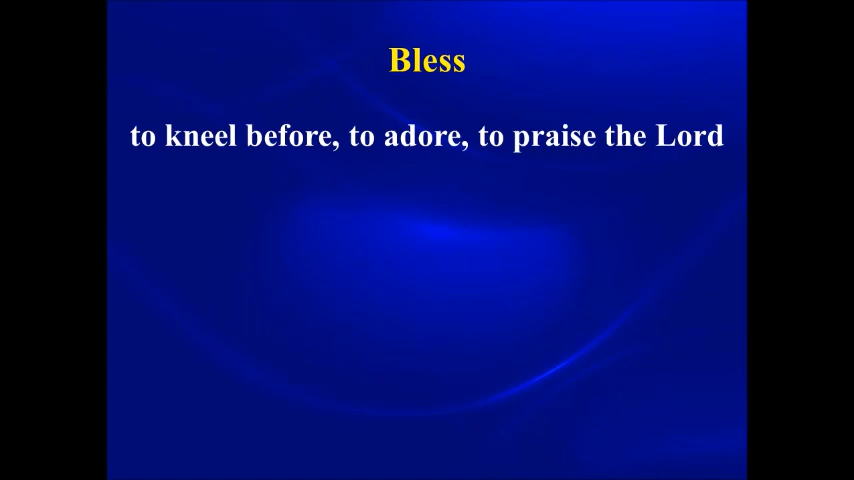 Bless
to kneel before, to adore, to praise the Lord